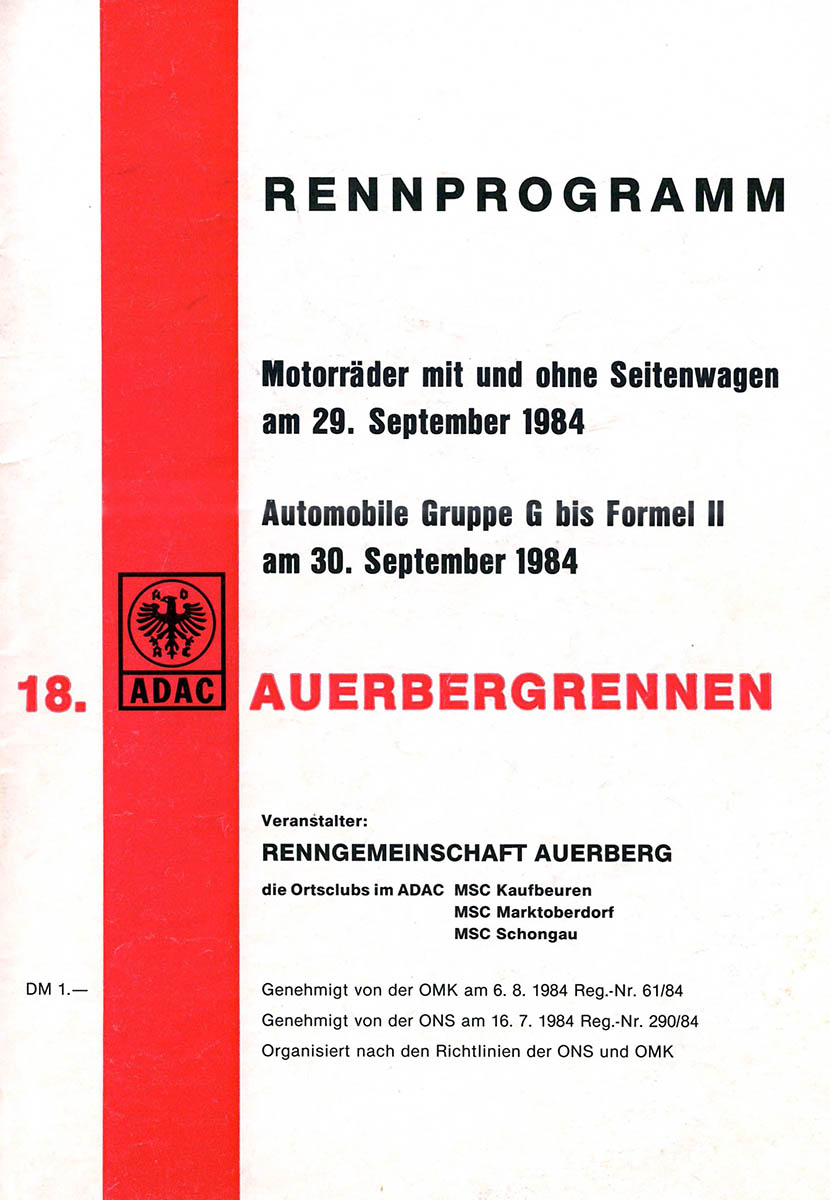 RENNPROGRAMM
Motorräder mit und ohne Seitenwagen
am 29. September 1984
Automobile Gruppe G bis Formel II
am 30. September 1984
A D
A C
ADAC
18. AUERBERGRENNEN
Veranstalter:
RENNGEMEINSCHAFT AUERBERG
die Ortsclubs im ADAC MSC Kaufbeuren
MSC Marktoberdorf
MSC Schongau
DM 1.—
Genehmigt von der OMK am 6. 8. 1984 Reg.-Nr. 61/84
Genehmigt von der ONS am 16. 7. 1984 Reg.-Nr. 290/84
Organisiert nach den Richtlinien der ONS und OMK